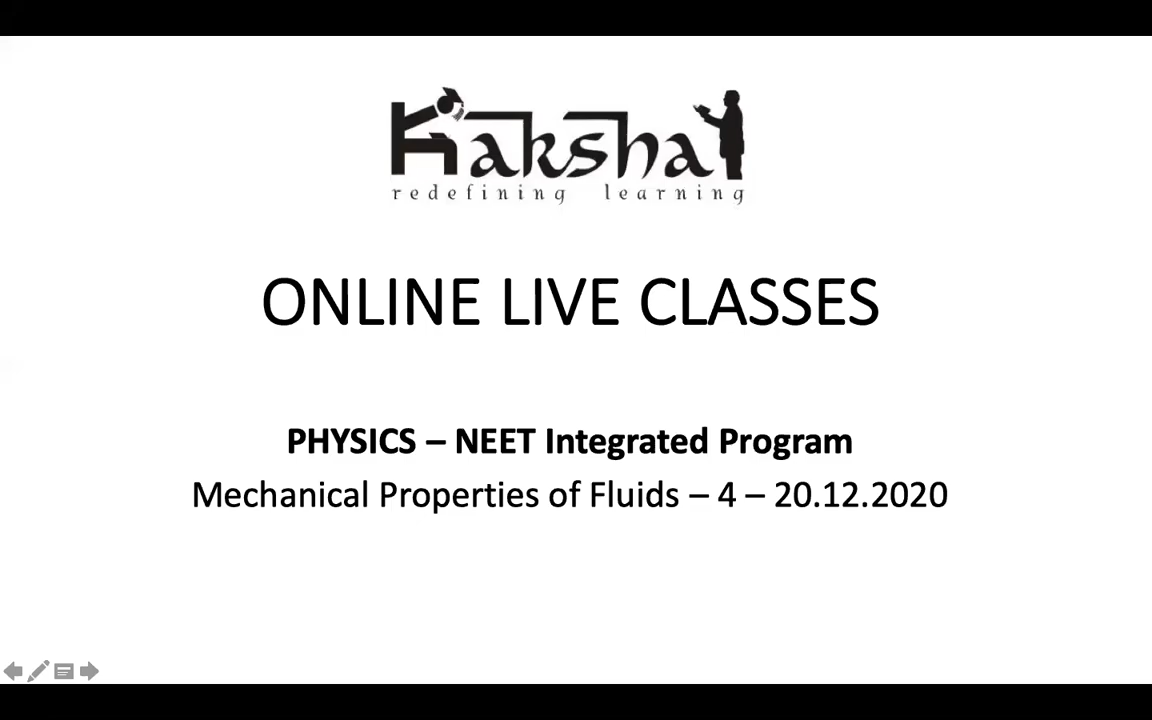 Kaksha
redefining learning
ONLINE LIVE CLASSES
PHYSICS – NEET Integrated Program
Mechanical Properties of Fluids – 4 – 20.12.2020